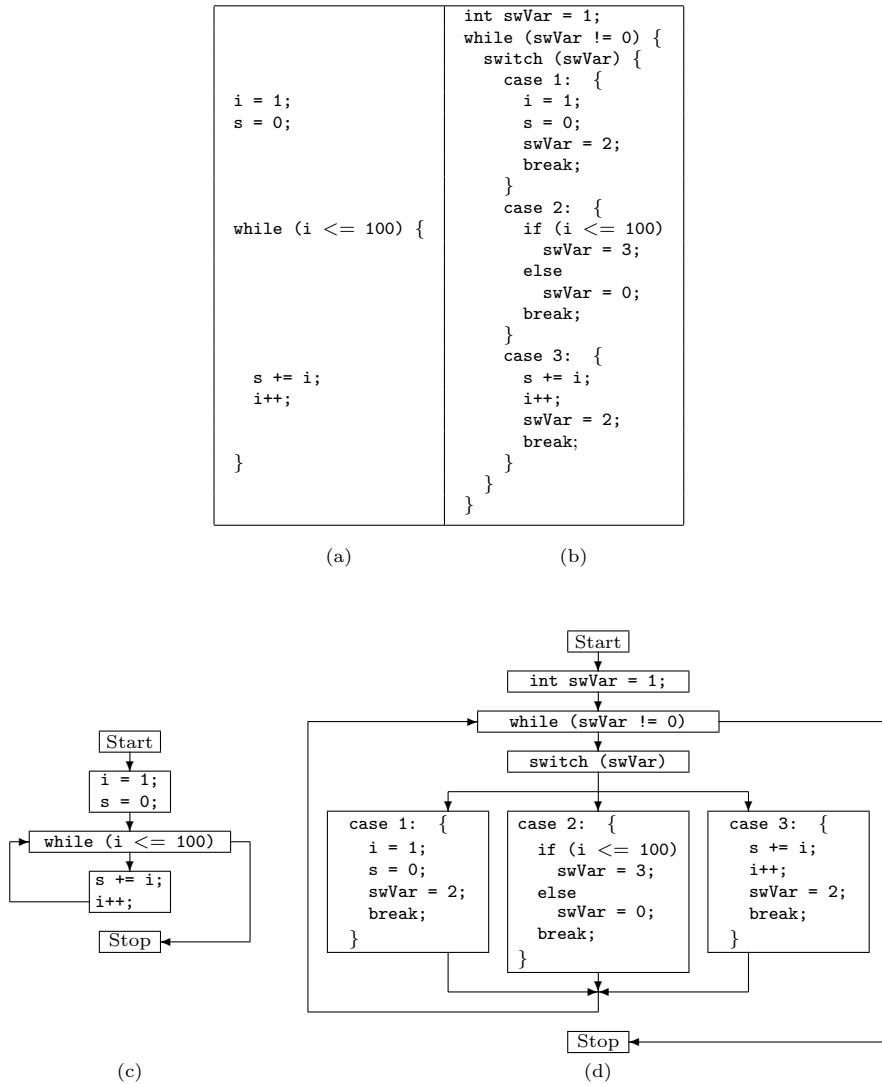 i = 1;
s = 0;
while (i <= 100) {
s += i;
i++;
}
int swVar = 1;
while (swVar != 0) {
switch (swVar) {
case 1: {
i = 1;
s = 0;
swVar = 2;
break;
}
case 2: {
if (i <= 100)
swVar = 3;
else
swVar = 0;
break;
}
case 3: {
s += i;
i++;
swVar = 2;
break;
}
}
}
(a)
(b)
Start
i = 1;
s = 0;
while (i <= 100)
s += i;
i++;
Stop
(c)
Start
int swVar = 1;
while (swVar != 0)
switch (swVar)
case 1: {
i = 1;
s = 0;
swVar = 2;
break;
}
case 2: {
if (i <= 100)
swVar = 3;
else
swVar = 0;
break;
}
case 3: {
s += i;
i++;
swVar = 2;
break;
}
Stop
(d)